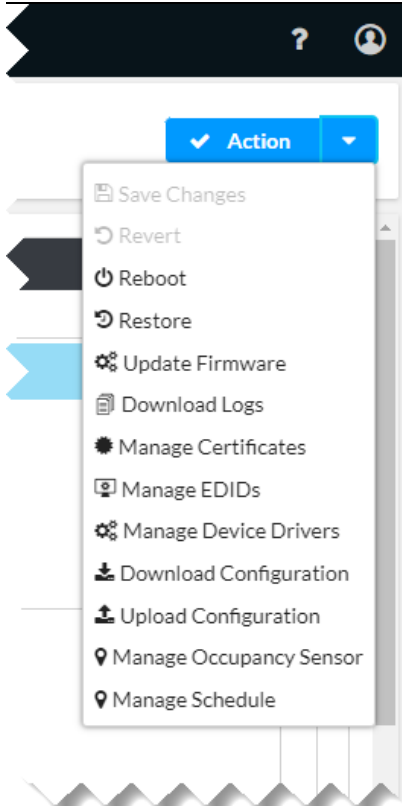 ?
Action
Save Changes
Revert
Reboot
Restore
Update Firmware
Download Logs
Manage Certificates
Manage EDIDs
Manage Device Drivers
Download Configuration
Upload Configuration
Manage Occupancy Sensor
Manage Schedule